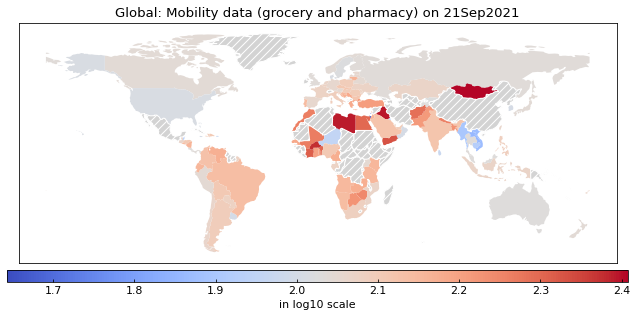 Global: Mobility data (grocery and pharmacy) on 21Sep2021
1.7 1.8 1.9 2.0 2.1 2.2 2.3 2.4
in log10 scale